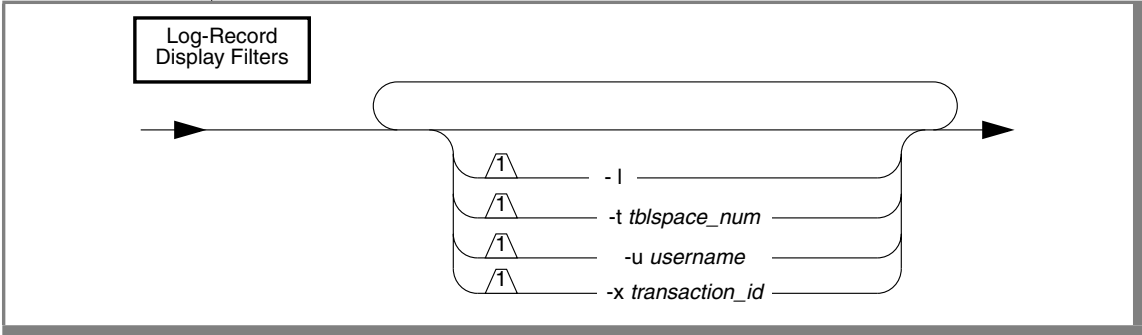 Log-Record
Display Filters
1 - l
1 -t tblspace_num
1 -u username
1 -x transaction_id